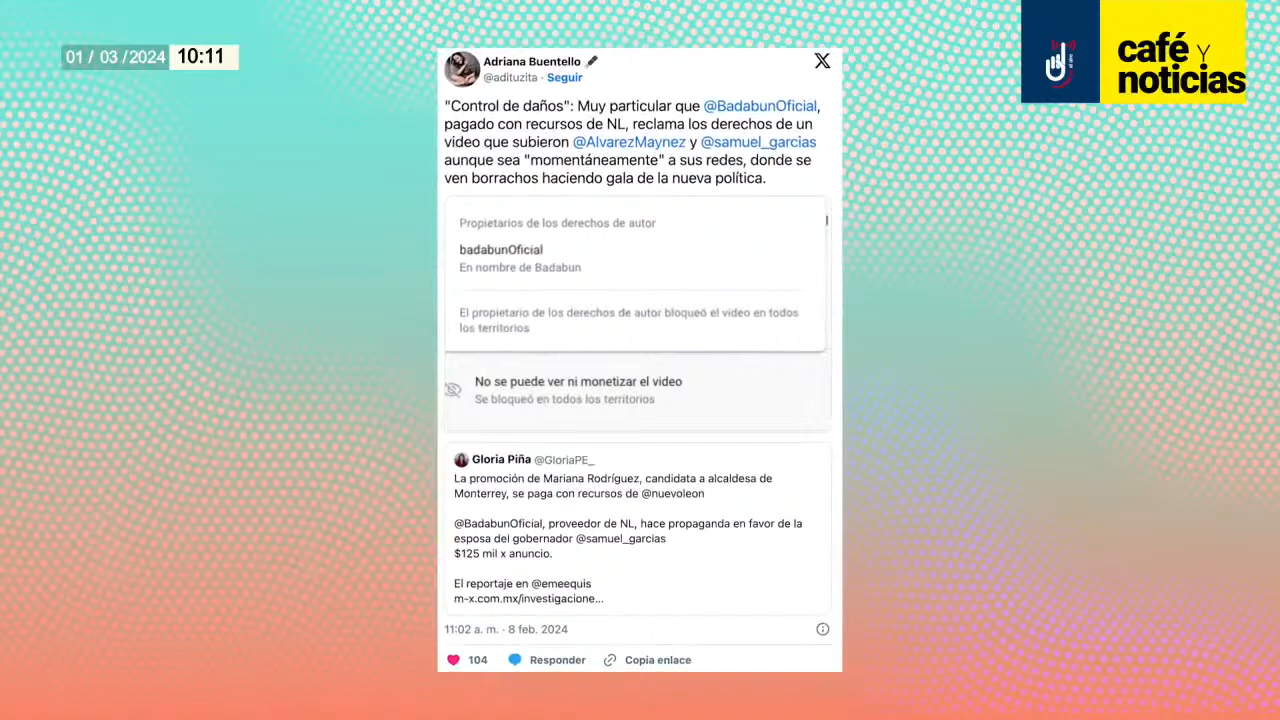 01 / 03 /2024 10:11
café Y
noticias
Adriana Buentello
@adituzita · Seguir
"Control de daños": Muy particular que @BadabunOficial,
pagado con recursos de NL, reclama los derechos de un
video que subieron @AlvarezMaynez y @samuel_garcias
aunque sea "momentáneamente" a sus redes, donde se
ven borrachos haciendo gala de la nueva política.
Propietarios de los derechos de autor
badabunOficial
En nombre de Badabun
El propietario de los derechos de autor bloqueó el video en todos
los territorios
No se puede ver ni monetizar el video
Se bloqueó en todos los territorios
Gloria Piña @GloriaPE_
La promoción de Mariana Rodríguez, candidata a alcaldesa de
Monterrey, se paga con recursos de @nuevoleon
@BadabunOficial, proveedor de NL, hace propaganda en favor de la
esposa del gobernador @samuel_garcias
$125 mil x anuncio.
El reportaje en @emeequis
m-x.com.mx/investigacione...
11:02 a. m. · 8 feb. 2024
104 Responder Copia enlace